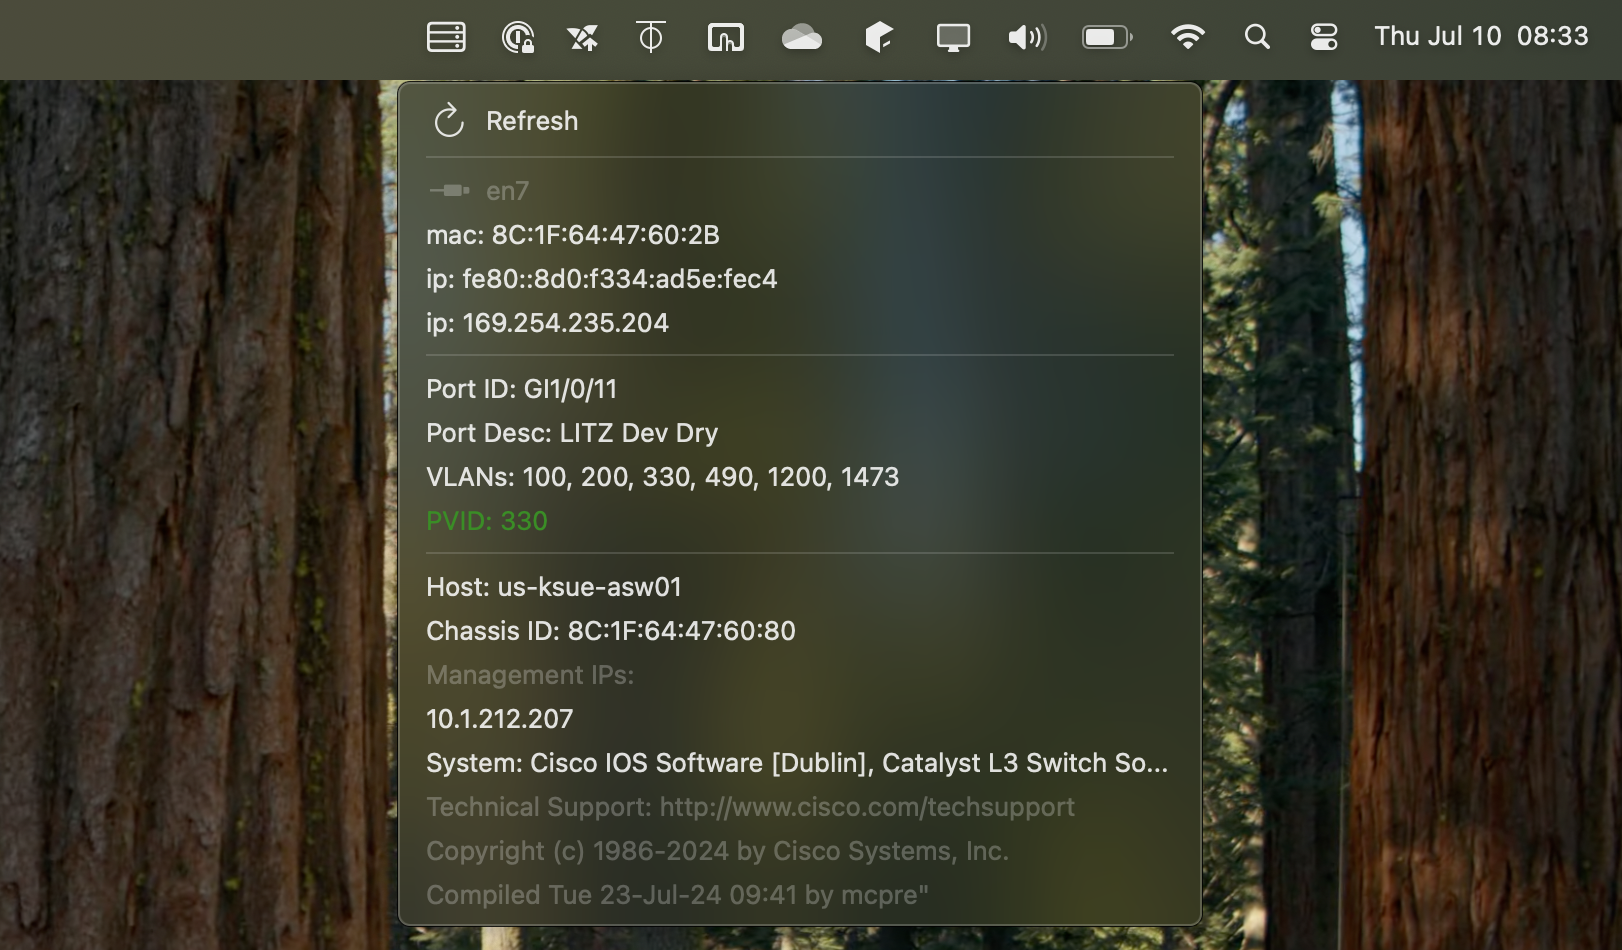 Thu Jul 10 08:33
Refresh
en7
mac: 8C:1F:64:47:60:2B
ip: fe80::8d0:f334:ad5e:fec4
ip: 169.254.235.204
Port ID: GI1/0/11
Port Desc: LITZ Dev Dry
VLANs: 100, 200, 330, 490, 1200, 1473
PVID: 330
Host: us-ksue-asw01
Chassis ID: 8C:1F:64:47:60:80
Management IPs:
10.1.212.207
System: Cisco IOS Software [Dublin], Catalyst L3 Switch So...
Technical Support: http://www.cisco.com/techsupport
Copyright (c) 1986-2024 by Cisco Systems, Inc.
Compiled Tue 23-Jul-24 09:41 by mcpre"